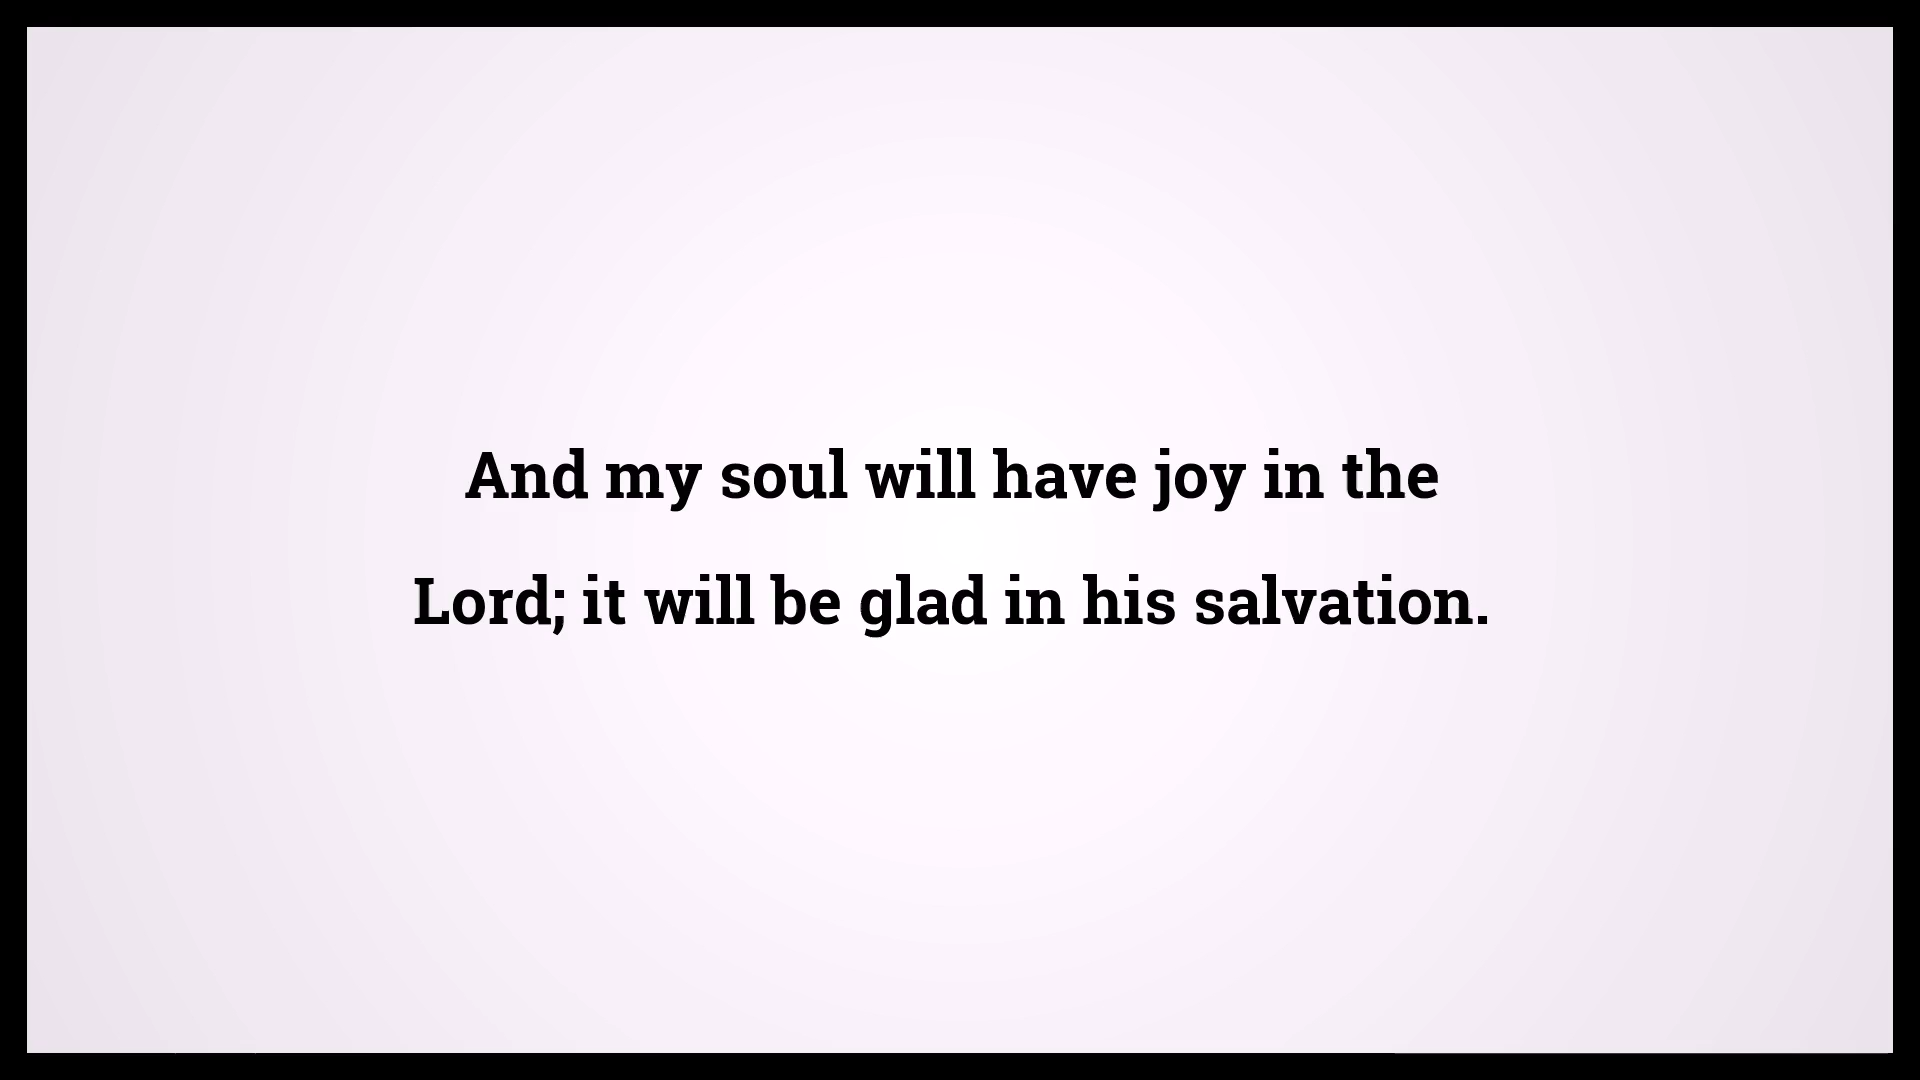 And my soul will have joy in the
Lord; it will be glad in his salvation.